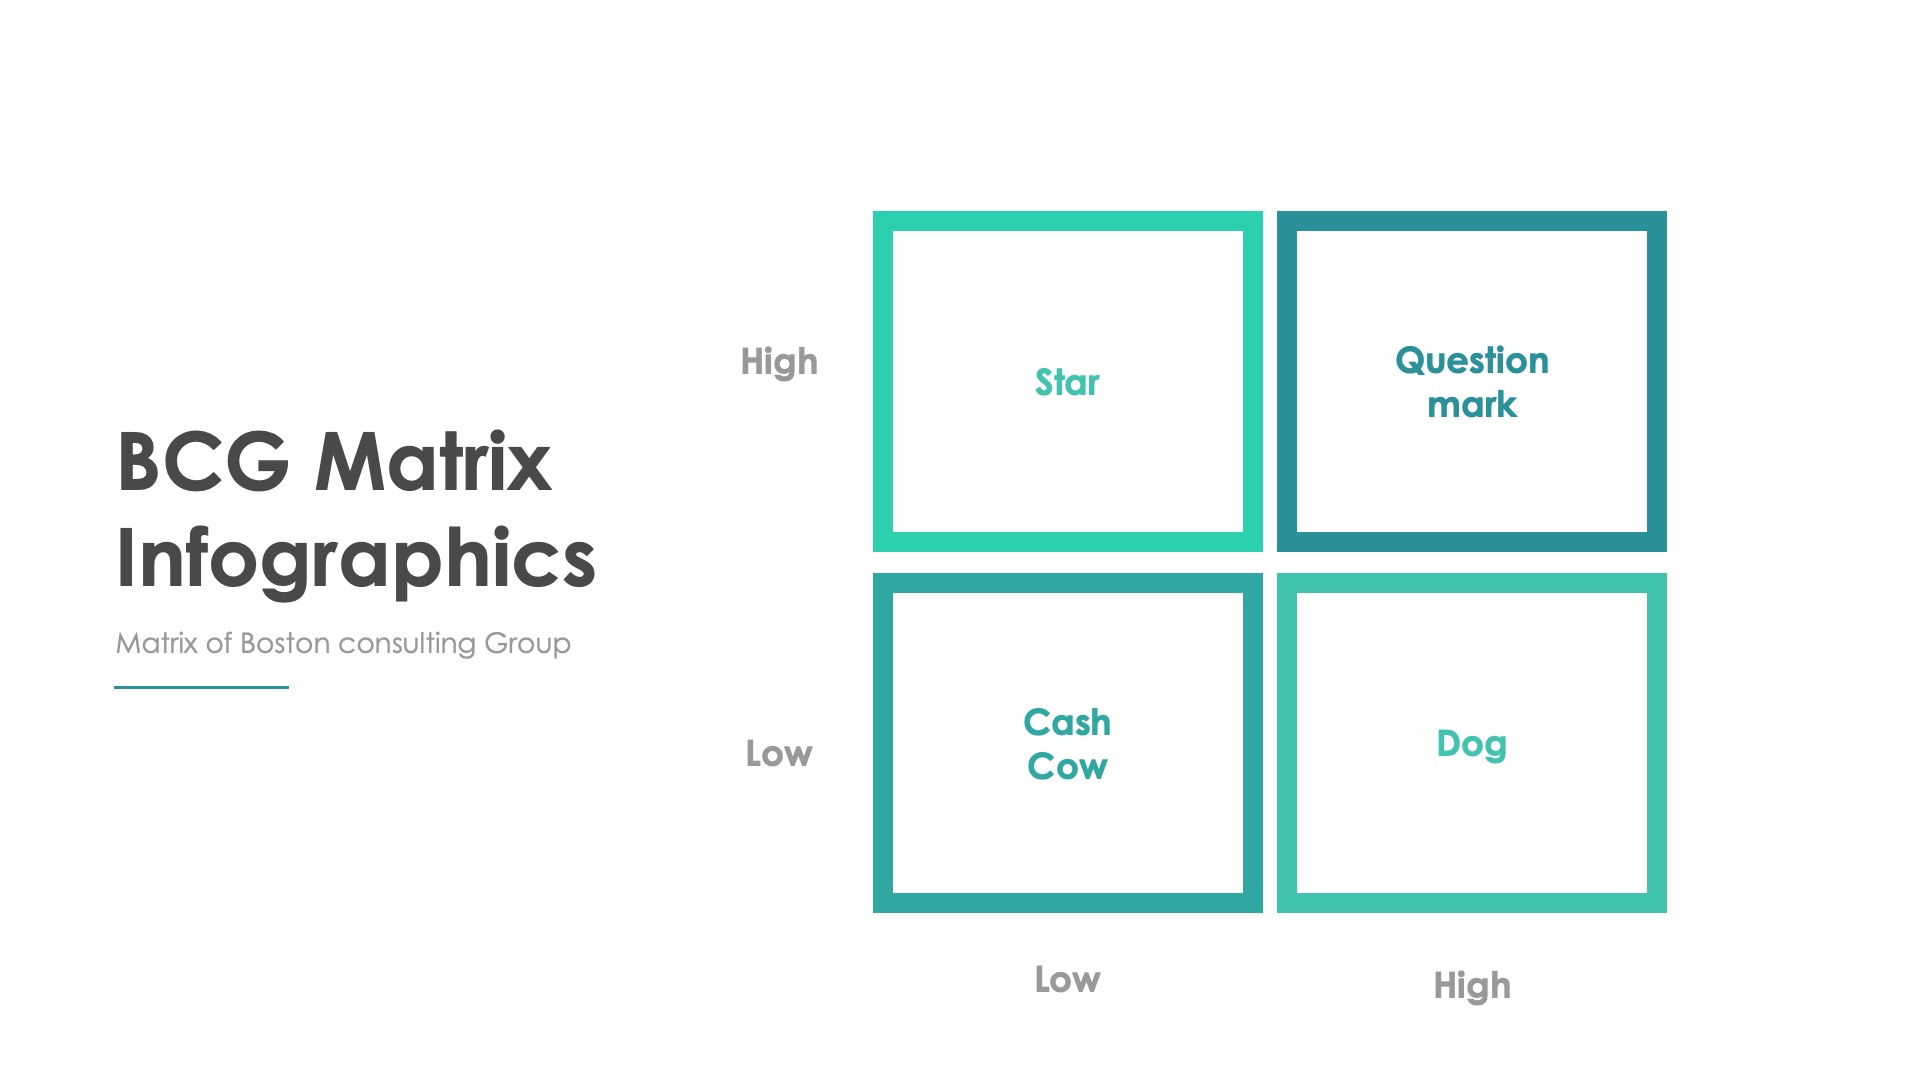 BCG Matrix
Infographics
Matrix of Boston consulting Group
High
Star
Question
mark
Low
Cash
Cow
Dog
Low
High